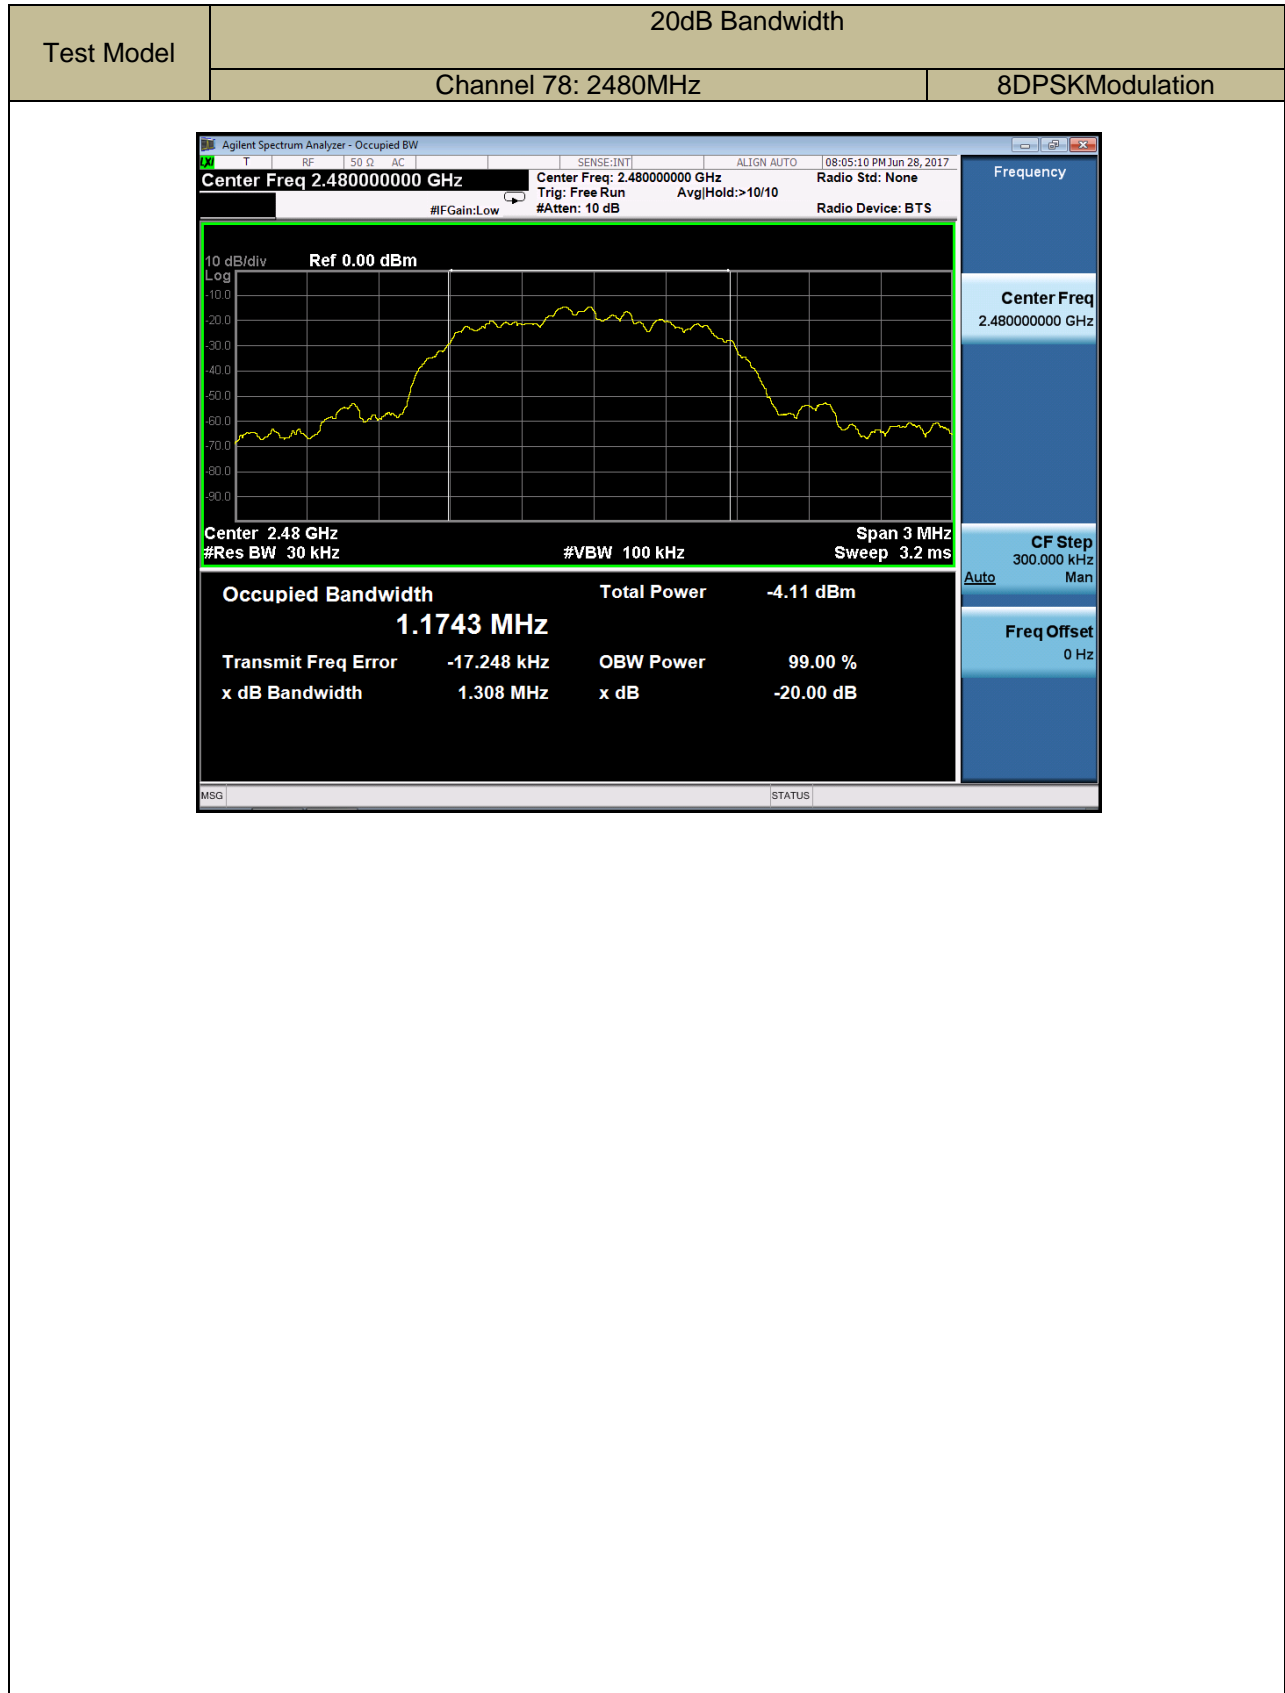 Test Model
20dB Bandwidth
Channel 78: 2480MHz
8DPSKModulation
Agilent Spectrum Analyzer - Occupied BW
LXI T RF 50 Ω AC SENSE:INT ALIGN AUTO 08:05:10 PM Jun 28, 2017
Center Freq 2.480000000 GHz
Center Freq: 2.480000000 GHz
Radio Std: None
Trig: Free Run
Avg|Hold:>10/10
#IFGain:Low
#Atten: 10 dB
Radio Device: BTS
Frequency
10 dB/div
Ref 0.00 dBm
Log
-10.0
-20.0
-30.0
-40.0
-50.0
-60.0
-70.0
-80.0
-90.0
Center 2.48 GHz
Span 3 MHz
#Res BW 30 kHz
#VBW 100 kHz
Sweep 3.2 ms
Center Freq
2.480000000 GHz
CF Step
300.000 kHz
Auto Man
Freq Offset
0 Hz
Occupied Bandwidth
1.1743 MHz
Total Power -4.11 dBm
Transmit Freq Error -17.248 kHz
OBW Power 99.00 %
x dB Bandwidth 1.308 MHz
x dB -20.00 dB
MSG
STATUS